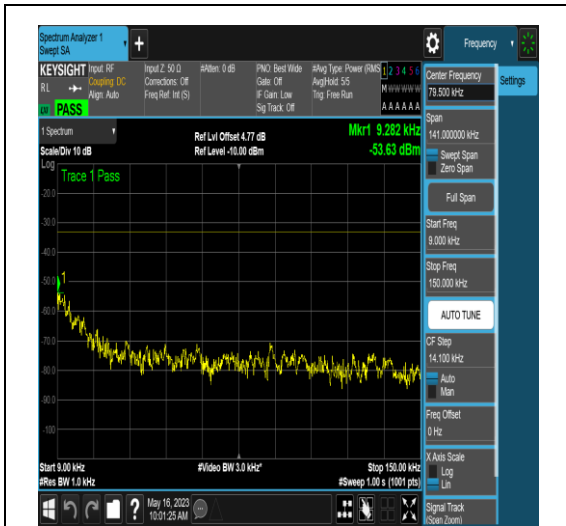 Spectrum Analyzer 1
Swept SA
+
Frequency
KEYSIGHT
RL
Input: RF
Coupling: DC
Align: Auto
Input Z: 50 Ω
Corrections: Off
Freq Ref: Int (S)
#Atten: 0 dB
PNO: Best Wide
Gate: Off
IF Gain: Low
Sig Track: Off
#Avg Type: Power (RMS
Avg|Hold: 5/5
Trig: Free Run
1 2 3 4 5 6
M W W W W W
A A A A A A
PASS
1 Spectrum
Scale/Div 10 dB
Ref Lvl Offset 4.77 dB
Ref Level -10.00 dBm
Mkr1 9.282 kHz
-53.63 dBm
Log
Trace 1 Pass
-20.0
-30.0
-40.0
-50.0
1
-60.0
-70.0
-80.0
-90.0
-100
Start 9.00 kHz
#Res BW 1.0 kHz
#Video BW 3.0 kHz*
Stop 150.00 kHz
#Sweep 1.00 s (1001 pts)
May 16, 2023
10:01:25 AM
Center Frequency
79.500 kHz
Settings
Span
141.000000 kHz
Swept Span
Zero Span
Full Span
Start Freq
9.000 kHz
Stop Freq
150.000 kHz
AUTO TUNE
CF Step
14.100 kHz
Auto
Man
Freq Offset
0 Hz
X Axis Scale
Log
Lin
Signal Track
(Span Zoom)